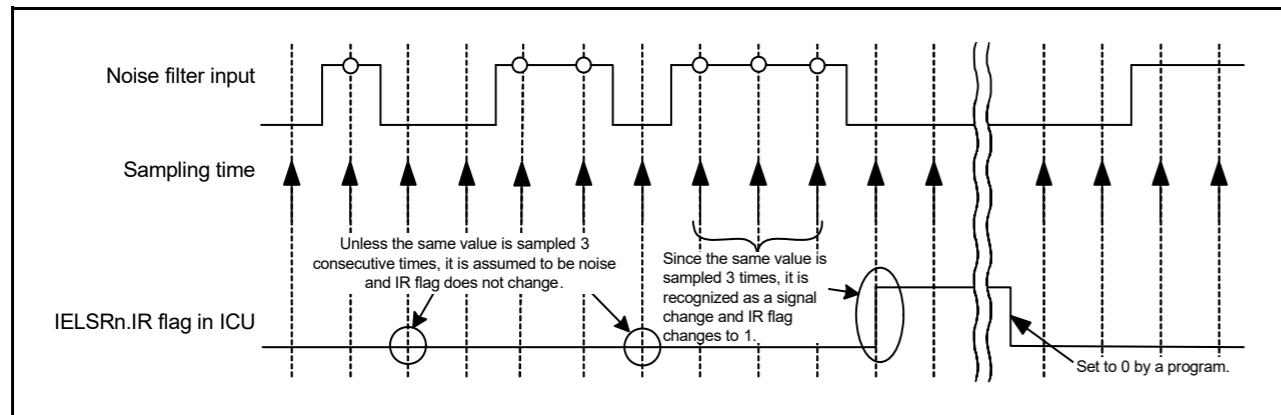 Noise filter input
Sampling time
Unless the same value is sampled 3
consecutive times, it is assumed to be noise
and IR flag does not change.
Since the same value is
sampled 3 times, it is
recognized as a signal
change and IR flag
changes to 1.
IELSRn.IR flag in ICU
Set to 0 by a program.